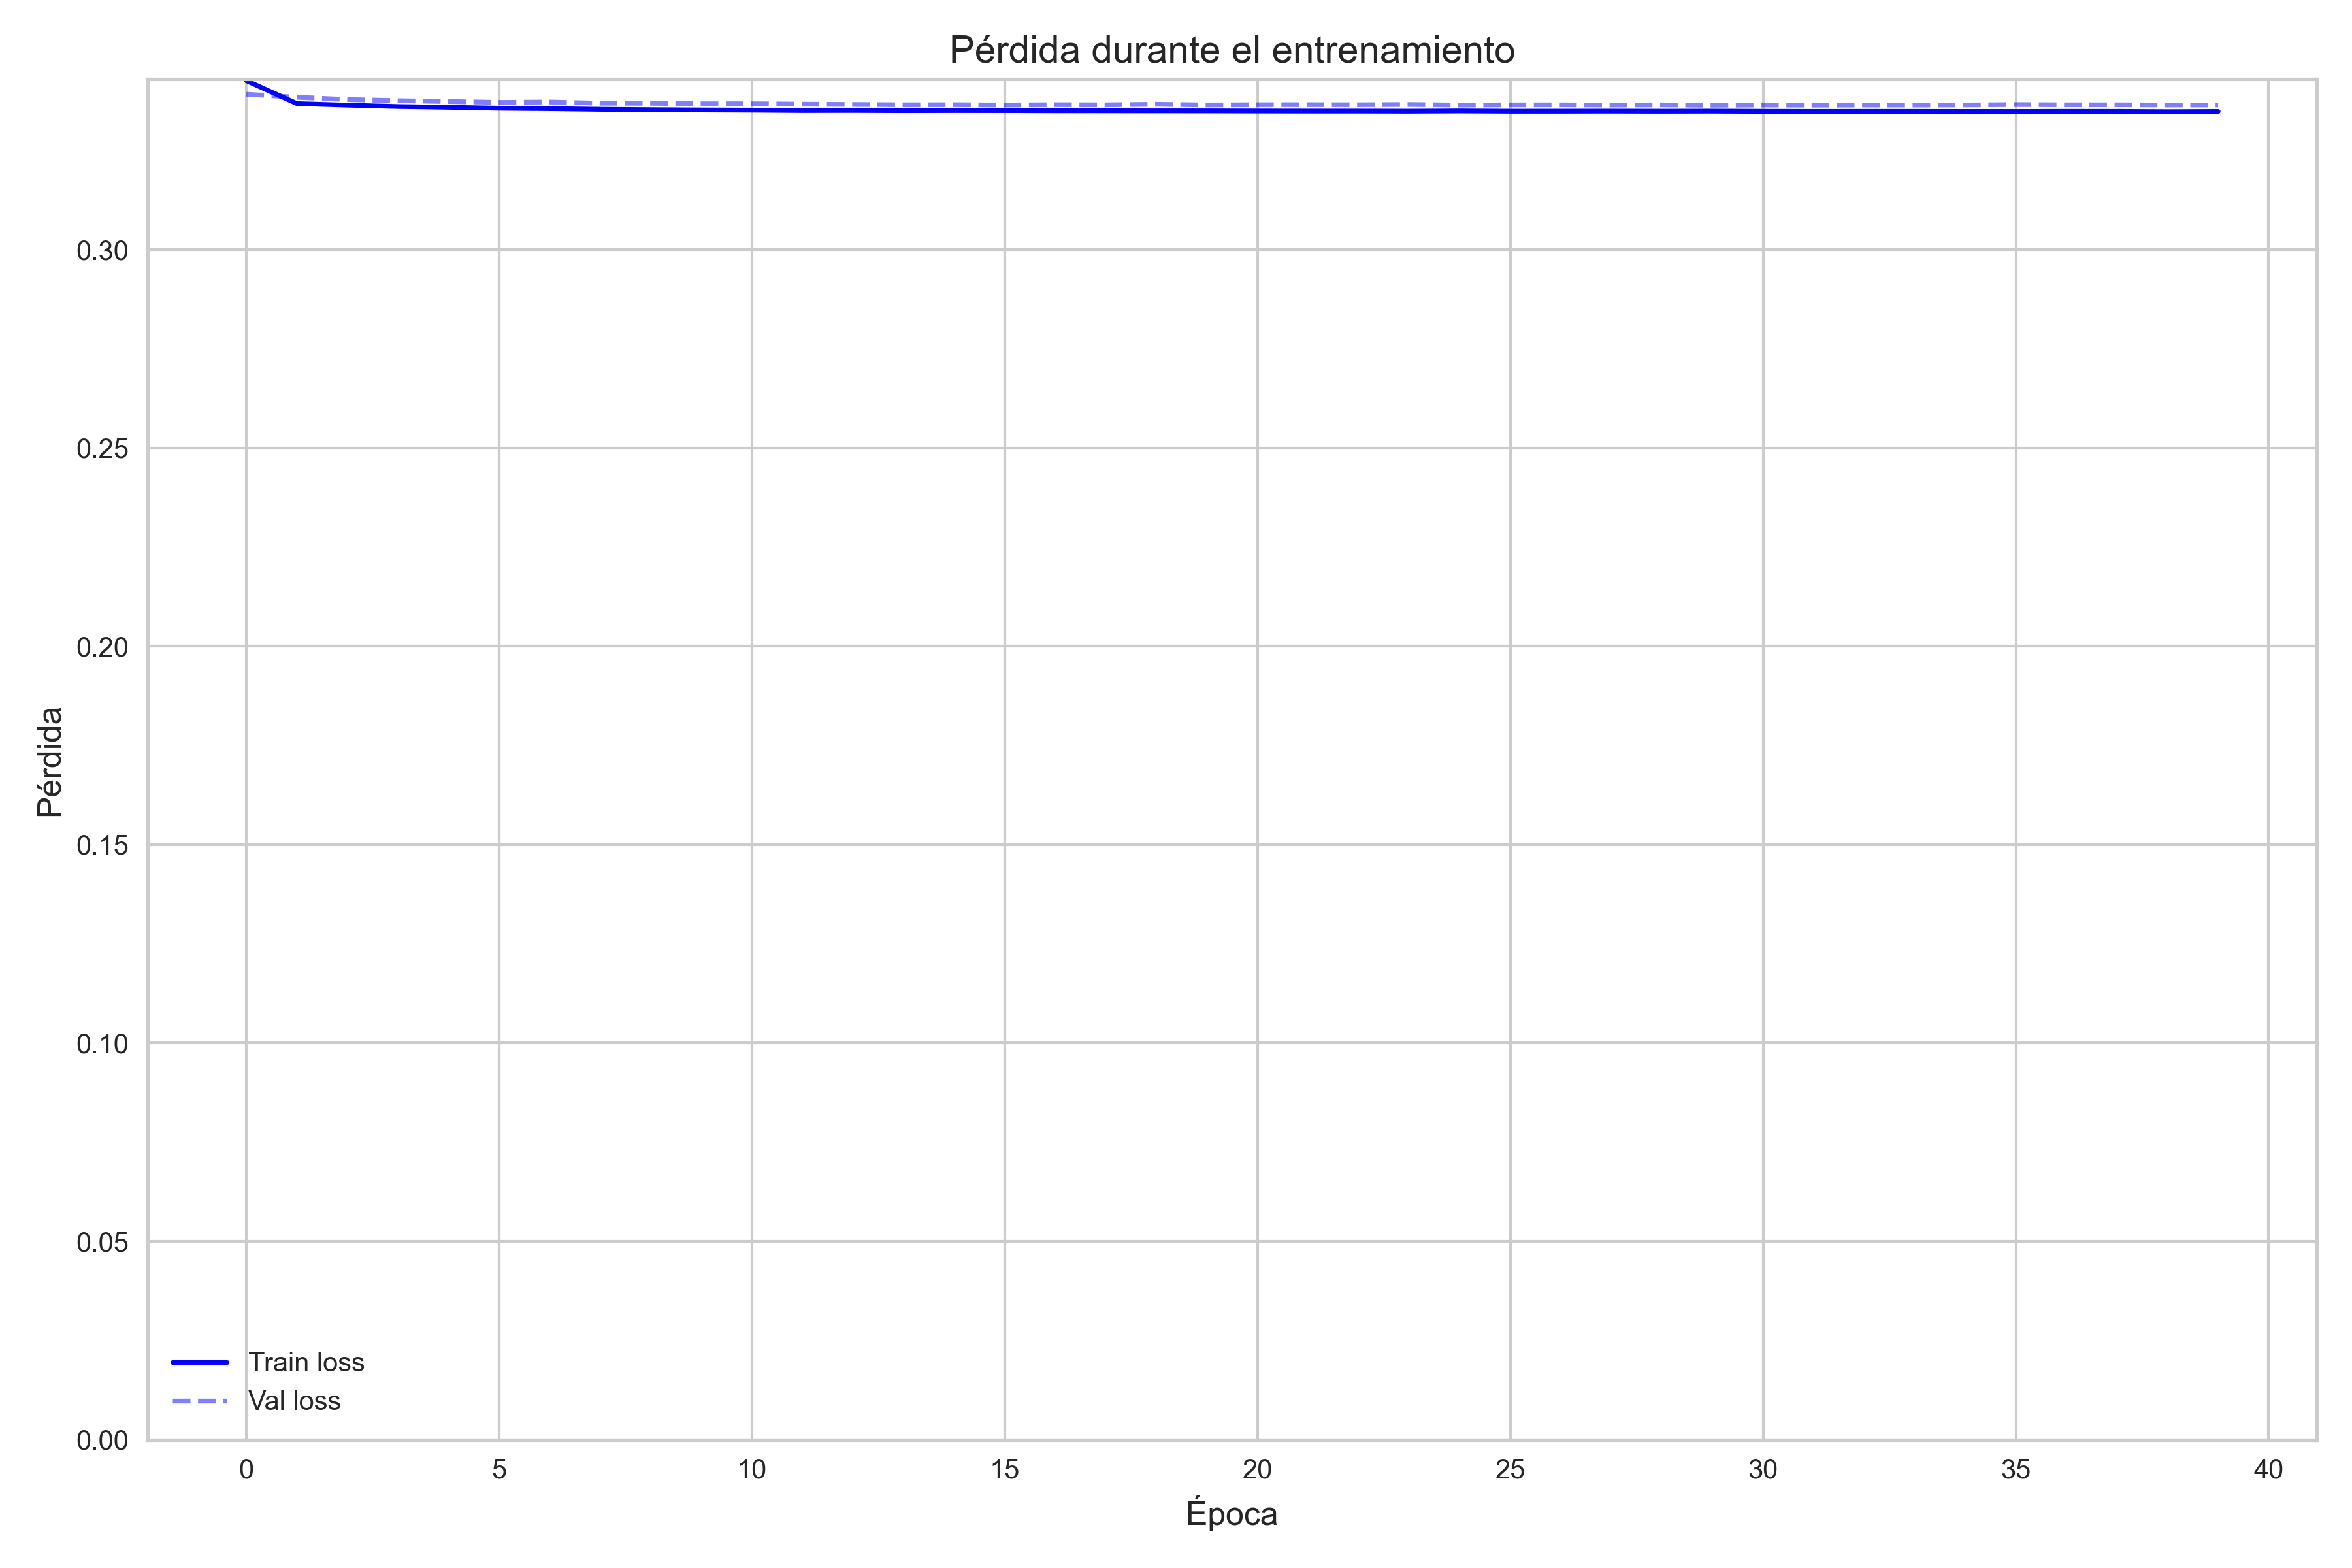 Pérdida durante el entrenamiento
Pérdida
0.30
0.25
0.20
0.15
0.10
0.05
0.00
Train loss
Val loss
0 5 10 15 20 25 30 35 40
Época